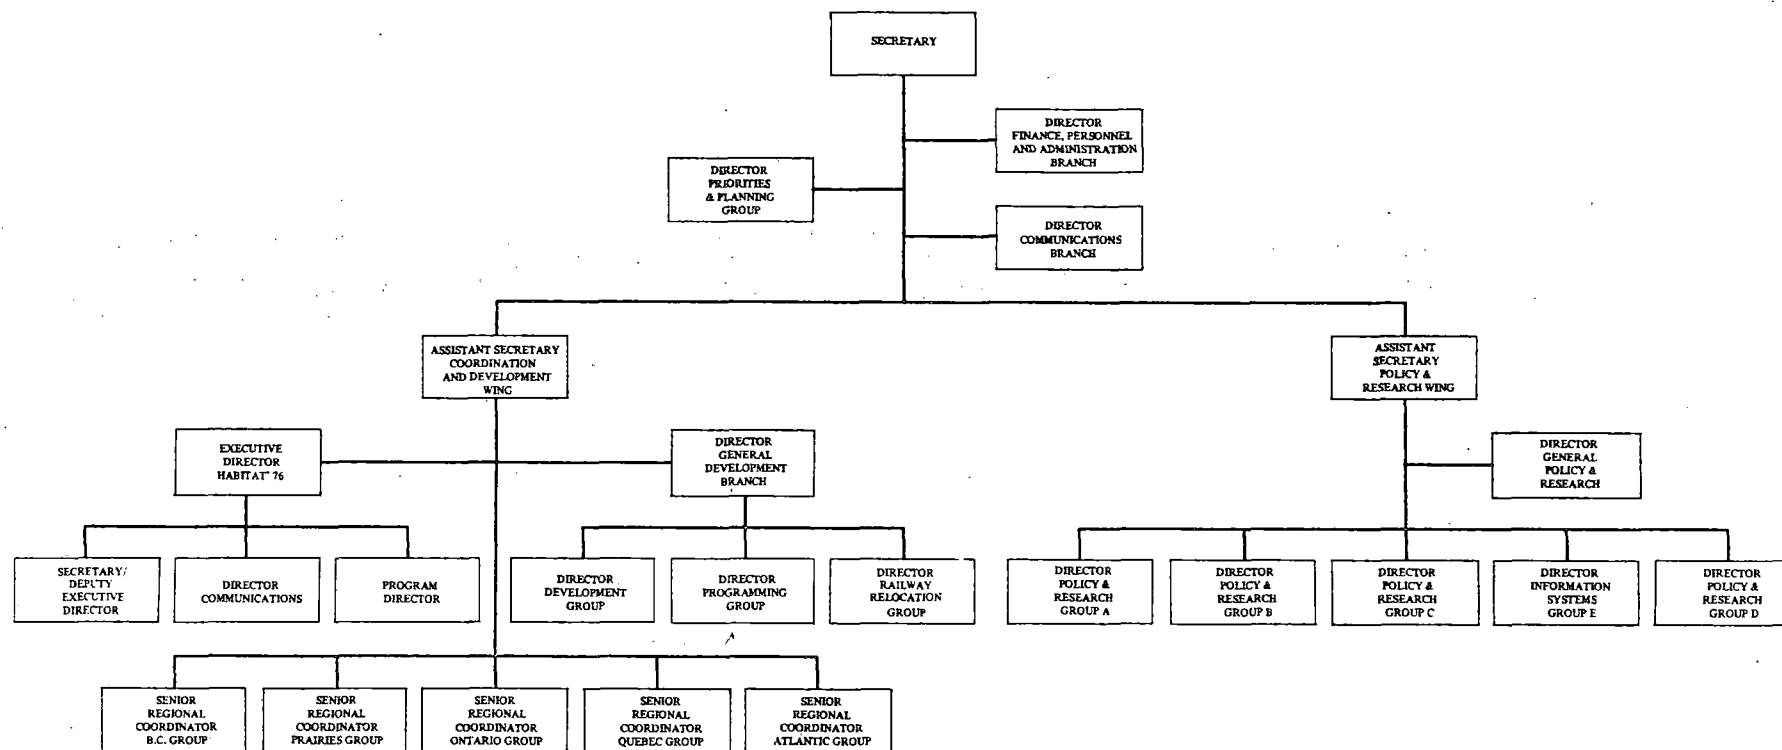 SECRETARY
DIRECTOR
FINANCE, PERSONNEL
AND ADMINISTRATION
BRANCH
DIRECTOR
PRIORITIES
& PLANNING
GROUP
DIRECTOR
COMMUNICATIONS
BRANCH
ASSISTANT SECRETARY
COORDINATION
AND DEVELOPMENT
WING
ASSISTANT
SECRETARY
POLICY &
RESEARCH WING
EXECUTIVE
DIRECTOR
HABITAT' 76
DIRECTOR
GENERAL
DEVELOPMENT
BRANCH
DIRECTOR
GENERAL
POLICY &
RESEARCH
SECRETARY/
DEPUTY
EXECUTIVE
DIRECTOR
DIRECTOR
COMMUNICATIONS
PROGRAM
DIRECTOR
DIRECTOR
DEVELOPMENT
GROUP
DIRECTOR
PROGRAMMING
GROUP
DIRECTOR
RAILWAY
RELOCATION
GROUP
DIRECTOR
POLICY &
RESEARCH
GROUP A
DIRECTOR
POLICY &
RESEARCH
GROUP B
DIRECTOR
POLICY &
RESEARCH
GROUP C
DIRECTOR
INFORMATION
SYSTEMS
GROUP E
DIRECTOR
POLICY &
RESEARCH
GROUP D
SENIOR
REGIONAL
COORDINATOR
B.C. GROUP
SENIOR
REGIONAL
COORDINATOR
PRAIRIES GROUP
SENIOR
REGIONAL
COORDINATOR
ONTARIO GROUP
SENIOR
REGIONAL
COORDINATOR
QUEBEC GROUP
SENIOR
REGIONAL
COORDINATOR
ATLANTIC GROUP